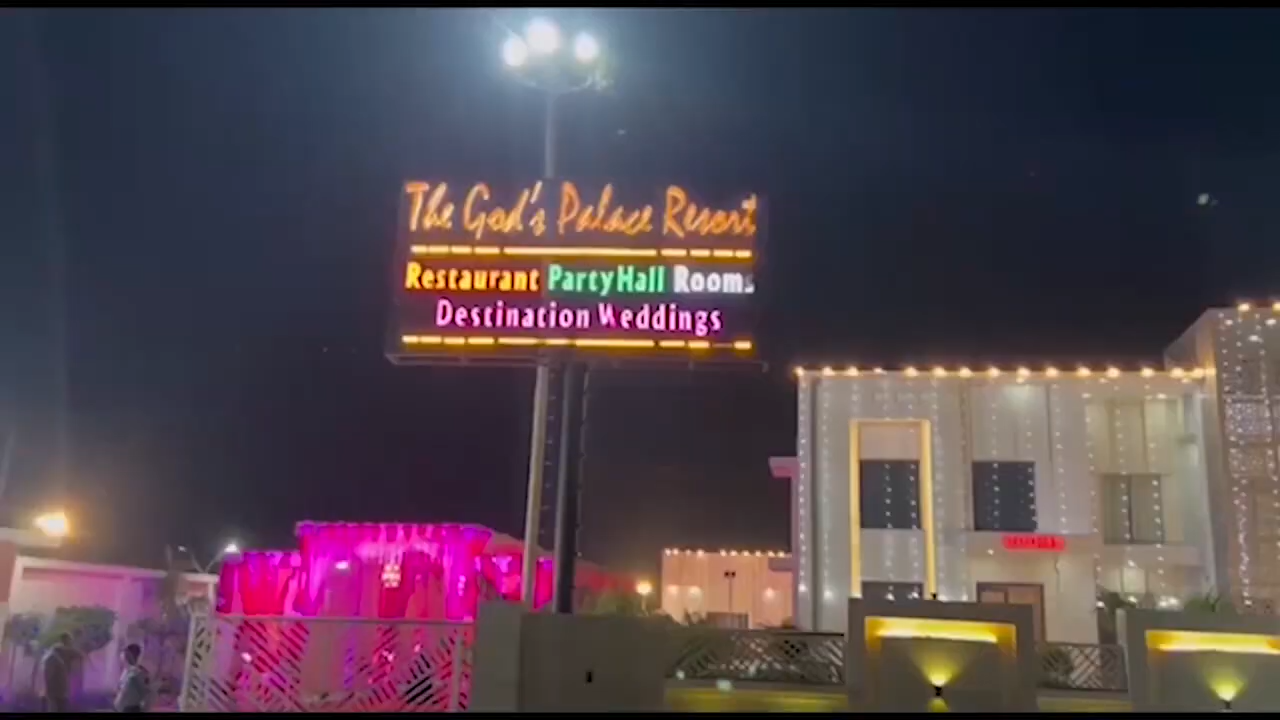 The God's Palace Resort
Restaurant PartyHall Rooms
Destination Weddings